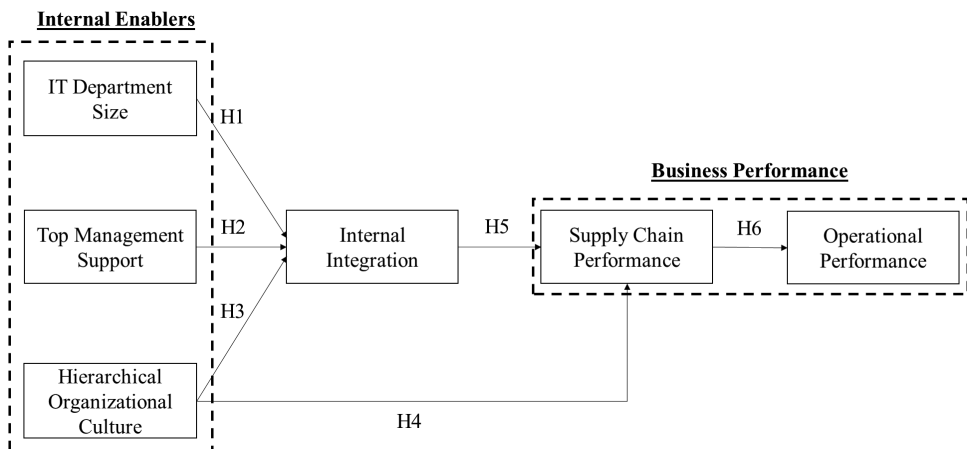 Internal Enablers
IT Department
Size
H1
Business Performance
Top Management
Support
H2
Internal
Integration
H5
Supply Chain
Performance
H6
Operational
Performance
H3
Hierarchical
Organizational
Culture
H4